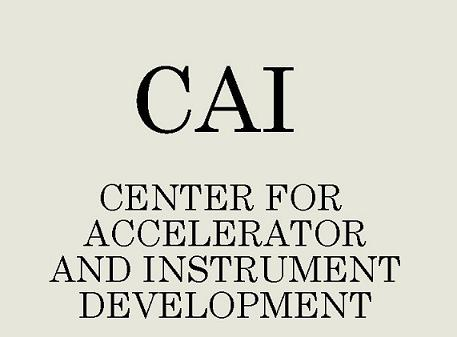 CAI
CENTER FOR
ACCELERATOR
AND INSTRUMENT
DEVELOPMENT